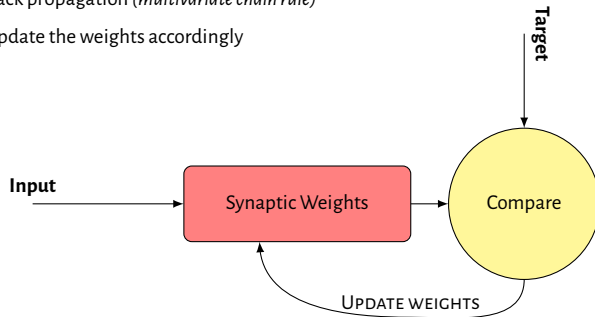 ack propagation (multivariate chain rule)
pdate the weights accordingly
Target
Input
Synaptic Weights
Compare
UPDATE WEIGHTS